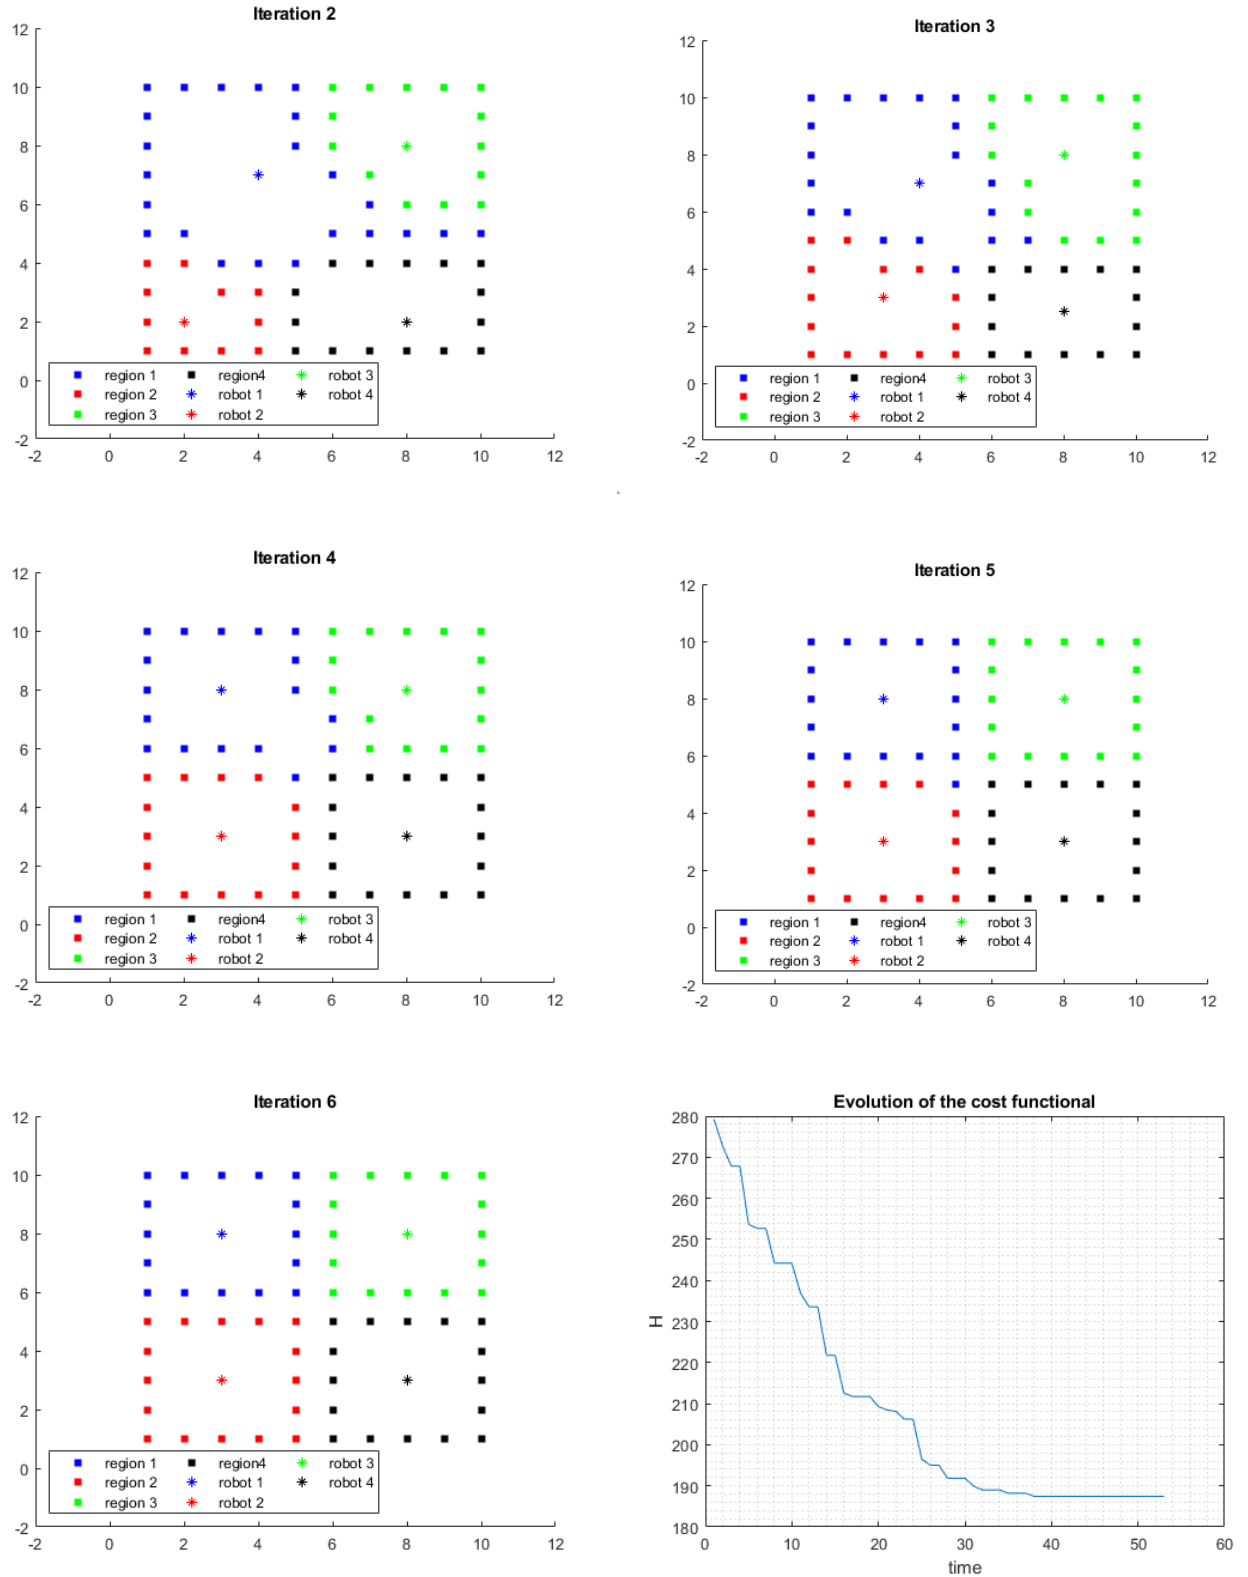 Iteration 2
12
10
8
6
4
2
0
-2
region 1 region4 robot 3
region 2 robot 1 robot 4
region 3 robot 2
-2 0 2 4 6 8 10 12
Iteration 3
12
10
8
6
4
2
0
-2
region 1 region4 robot 3
region 2 robot 1 robot 4
region 3 robot 2
-2 0 2 4 6 8 10 12
Iteration 4
12
10
8
6
4
2
0
-2
region 1 region4 robot 3
region 2 robot 1 robot 4
region 3 robot 2
-2 0 2 4 6 8 10 12
Iteration 5
12
10
8
6
4
2
0
-2
region 1 region4 robot 3
region 2 robot 1 robot 4
region 3 robot 2
-2 0 2 4 6 8 10 12
Iteration 6
12
10
8
6
4
2
0
-2
region 1 region4 robot 3
region 2 robot 1 robot 4
region 3 robot 2
-2 0 2 4 6 8 10 12
Evolution of the cost functional
280
270
260
250
240
230
H
220
210
200
190
180
0 10 20 30 40 50 60
time